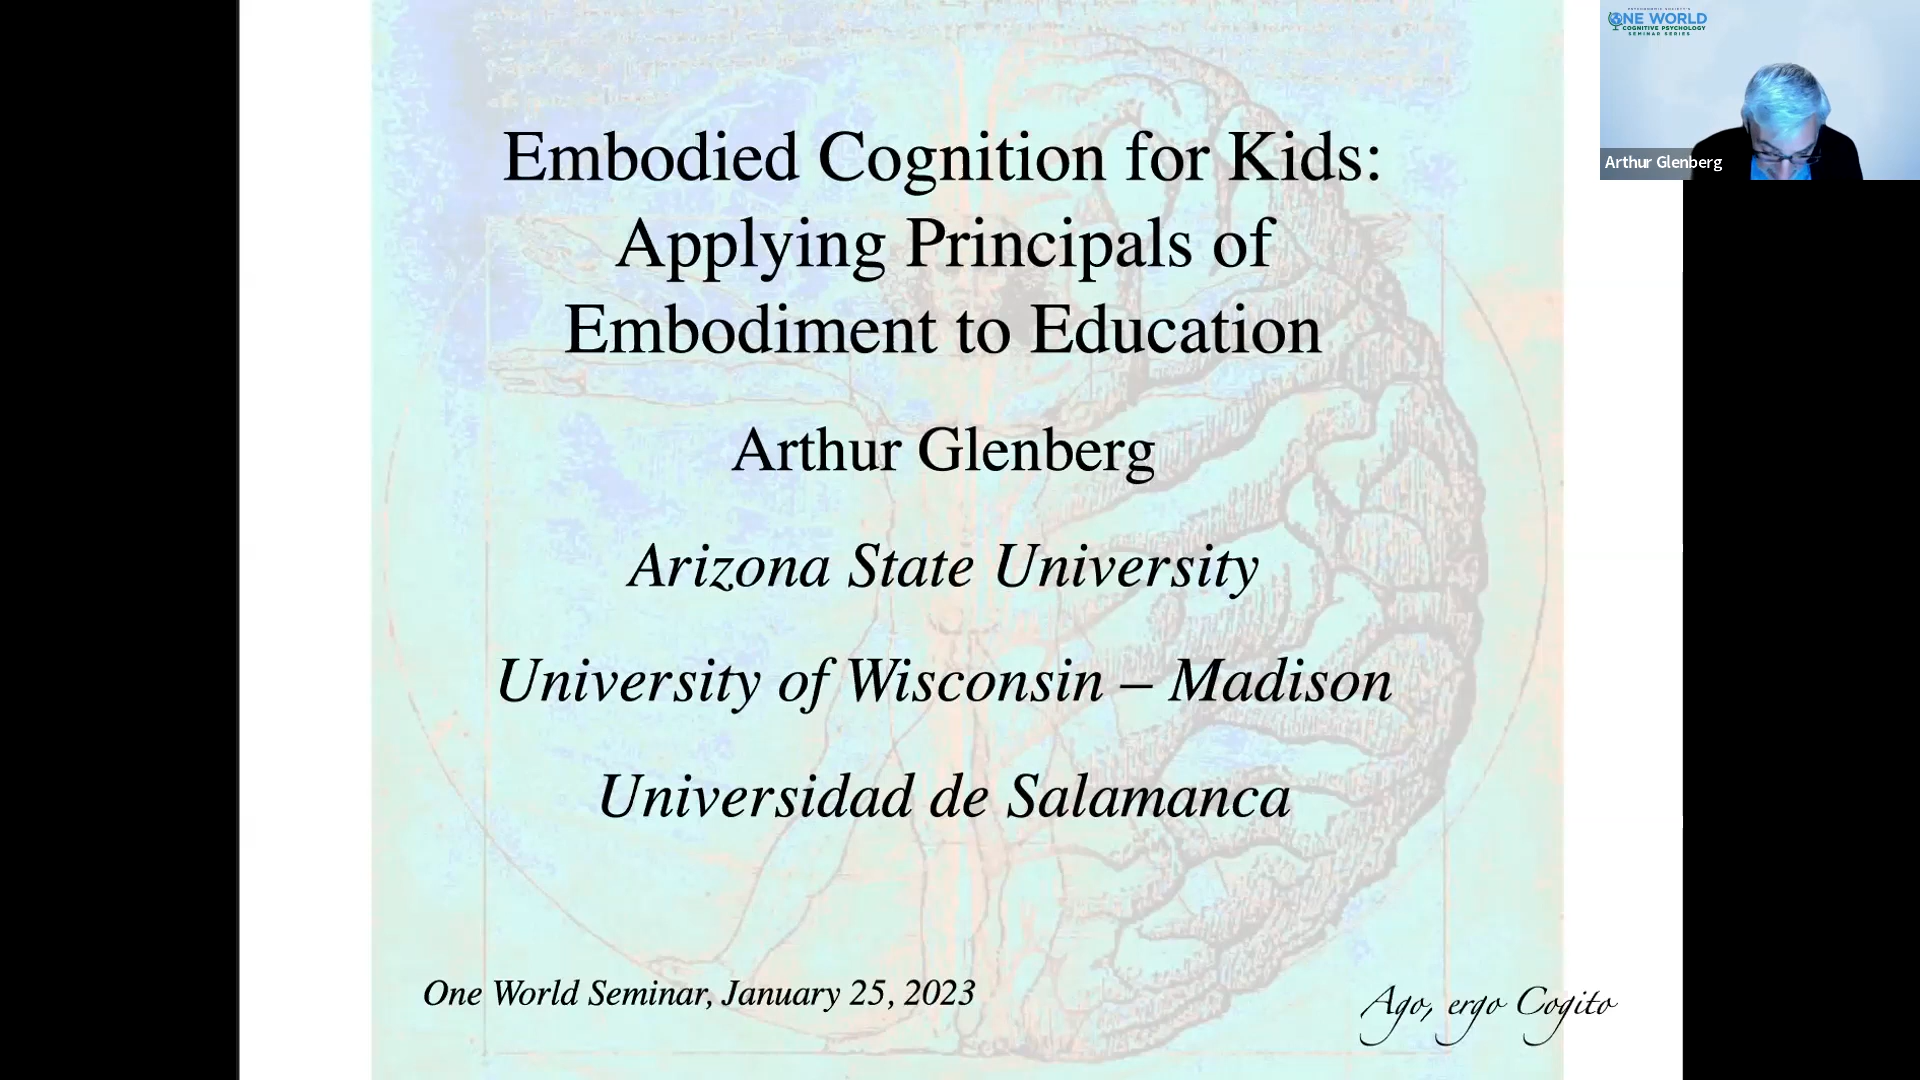 Embodied Cognition for Kids:
Applying Principals of
Embodiment to Education
Arthur Glenberg
Arizona State University
University of Wisconsin – Madison
Universidad de Salamanca
One World Seminar, January 25, 2023
Ago, ergo Cogito
PSYCHONOMIC SOCIETY'S
ONE WORLD
COGNITIVE PSYCHOLOGY
SEMINAR SERIES
Arthur Glenberg